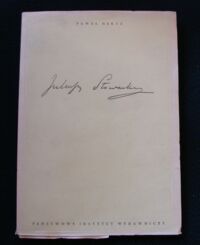 PAWEŁ HERTZ
Juliusz Słowacki
PAŃSTWOWY INSTYTUT WYDAWNICZY